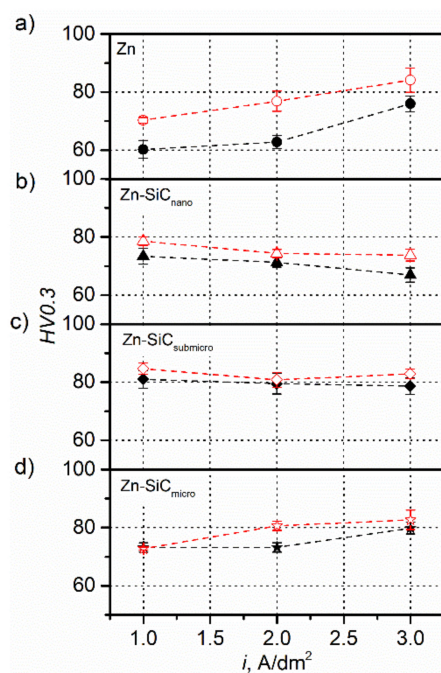 a)
100
Zn
80
60
b)
100
Zn-SiCnano
80
60
c)
100
Zn-SiCsubmicro
80
60
d)
100
Zn-SiCmicro
80
60
HV0.3
1.0 1.5 2.0 2.5 3.0
i, A/dm²